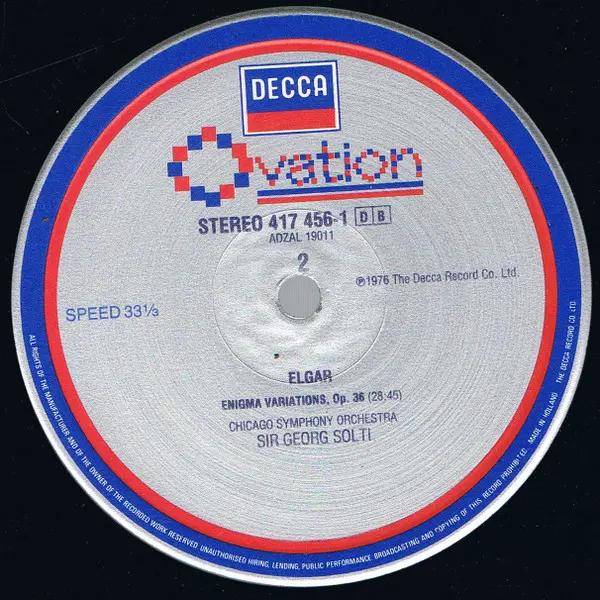 DECCA
Ovation
STEREO 417 456-1 DB
ADZAL 19011
2
℗1976 The Decca Record Co. Ltd.
SPEED 33⅓
ELGAR
ENIGMA VARIATIONS, Op. 36 (28:45)
CHICAGO SYMPHONY ORCHESTRA
SIR GEORG SOLTI
ALL RIGHTS OF THE MANUFACTURER AND OF THE OWNER OF THE RECORDED WORK RESERVED UNAUTHORISED HIRING, LENDING, PUBLIC PERFORMANCE BROADCASTING AND COPYING OF THIS RECORD PROHIBITED. MADE IN HOLLAND. THE DECCA RECORD CO LTD